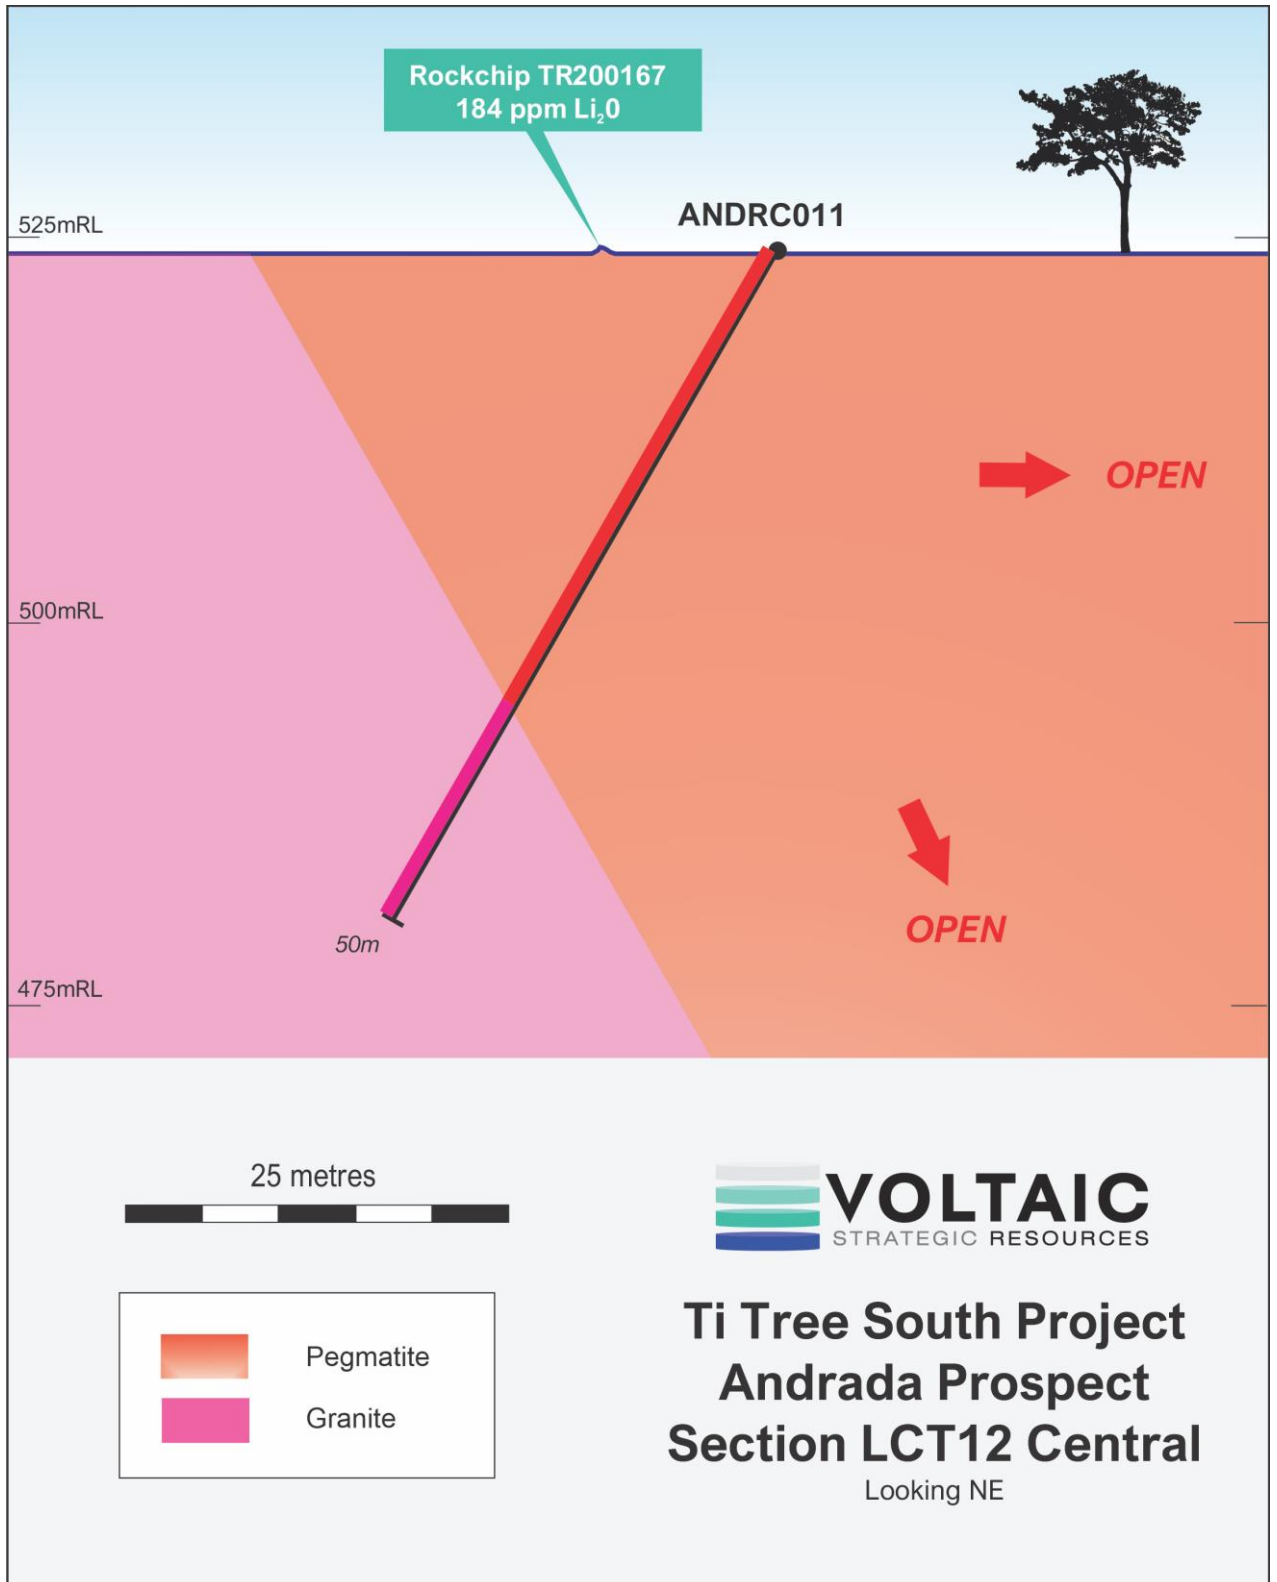 Rockchip TR200167
184 ppm Li₂0
525mRL
ANDRC011
OPEN
500mRL
OPEN
50m
475mRL
25 metres
VOLTAIC
STRATEGIC RESOURCES
Pegmatite
Granite
Ti Tree South Project
Andrada Prospect
Section LCT12 Central
Looking NE